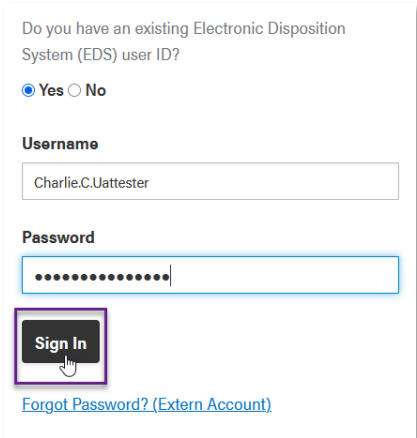 Do you have an existing Electronic Disposition
System (EDS) user ID?
Yes No
Username
Charlie.C.Uattester
Password
●●●●●●●●●●●●●●●
Sign In
Forgot Password? (Extern Account)